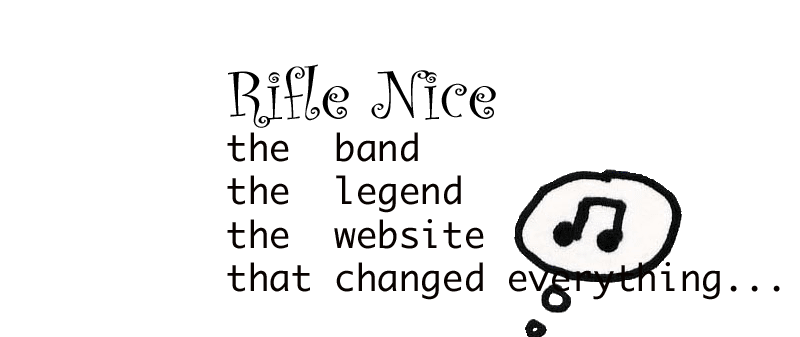 Rifle Nice
the band
the legend
the website
that changed everything...